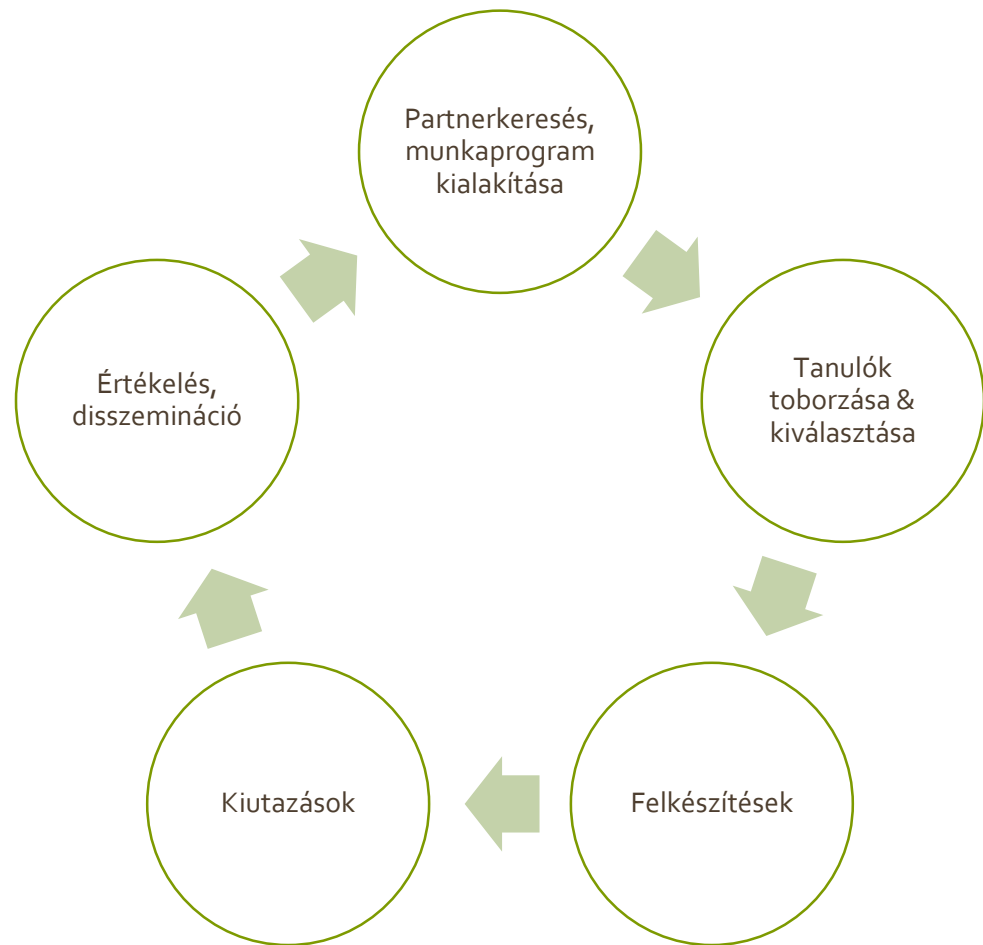 Partnerkeresés,
munkaprogram
kialakítása
Tanulók
toborzása &
kiválasztása
Felkészítések
Kiutazások
Értékelés,
disszemináció